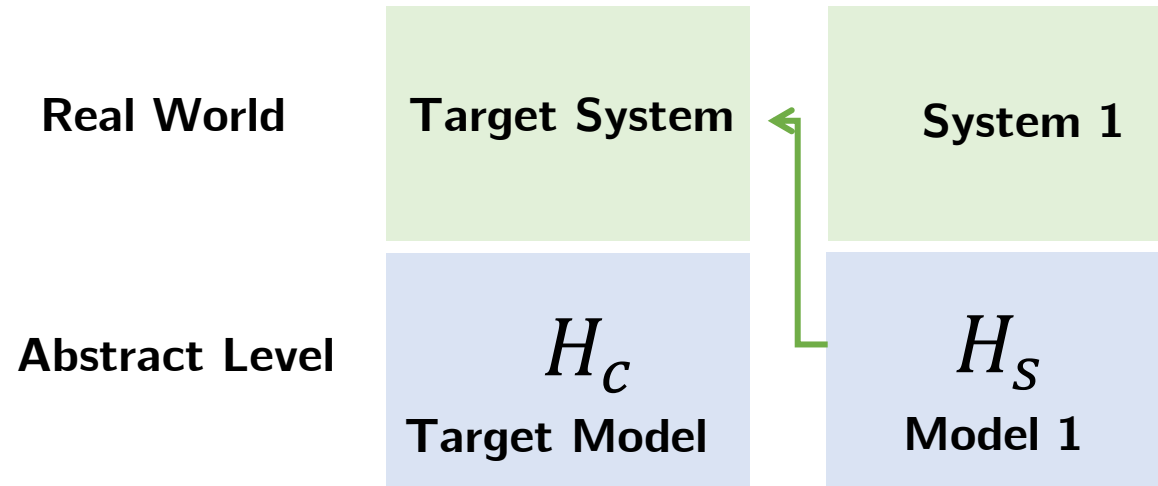 Real World
Target System
System 1
Abstract Level
H_c
Target Model
H_s
Model 1